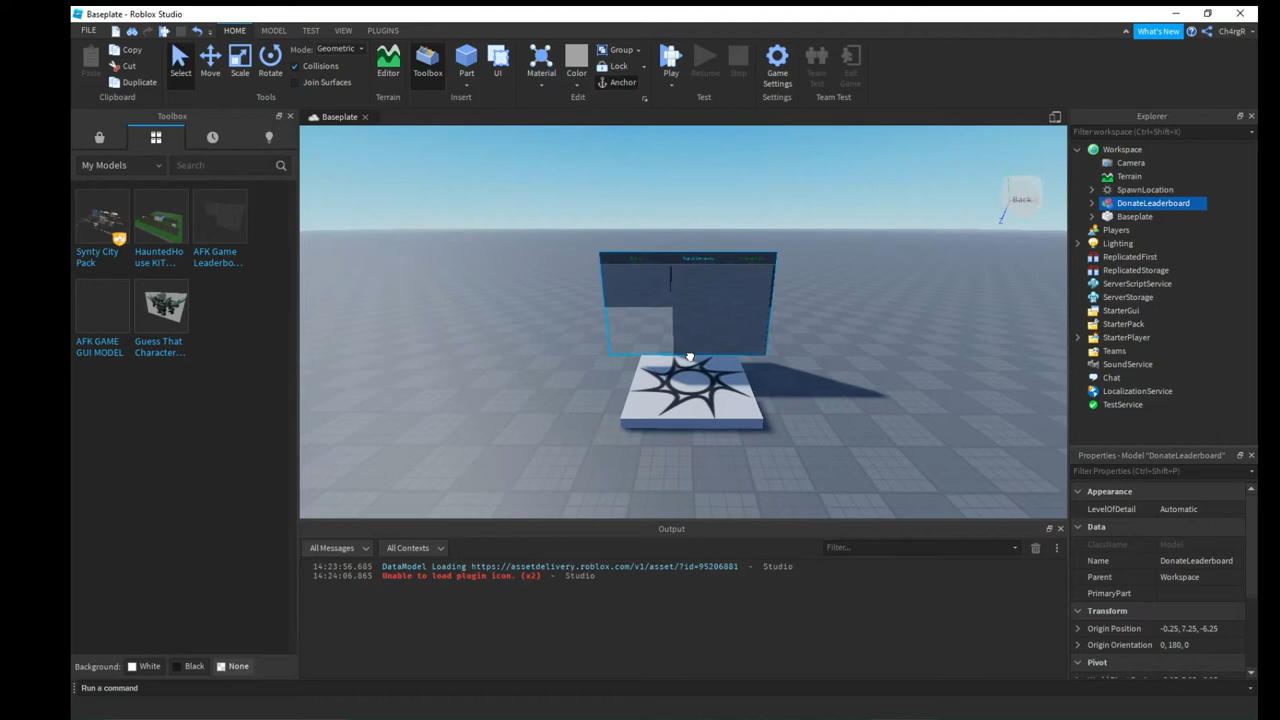 Baseplate - Roblox Studio
FILE HOME MODEL TEST VIEW PLUGINS What's New Ch4rgR
Paste Copy Cut Duplicate Clipboard
Select Move Scale Rotate Mode: Geometric Collisions Join Surfaces Tools
Editor Terrain
Toolbox Part UI Insert
Material Color Group Lock Anchor Edit
Play Resume Stop Test
Game Settings Settings
Team Test Exit Game Team Test
Toolbox
My Models Search
Synty City Pack
HauntedHou se KIT...
AFK Game Leaderbo...
AFK GAME GUI MODEL
Guess That Character...
Background: White Black None
Run a command
Baseplate
Back
Output
All Messages All Contexts Filter...
14:23:56.685 DataModel Loading https://assetdelivery.roblox.com/v1/asset/?id=95206881 - Studio
14:24:06.865 Unable to load plugin icon. (x2) - Studio
Explorer
Filter workspace (Ctrl+Shift+X)
Workspace
Camera
Terrain
SpawnLocation
DonateLeaderboard
Baseplate
Players
Lighting
ReplicatedFirst
ReplicatedStorage
ServerScriptService
ServerStorage
StarterGui
StarterPack
StarterPlayer
Teams
SoundService
Chat
LocalizationService
TestService
Properties - Model "DonateLeaderboard"
Filter Properties (Ctrl+Shift+P)
Appearance
LevelOfDetail Automatic
Data
ClassName Model
Name DonateLeaderboard
Parent Workspace
PrimaryPart
Transform
Origin Position -0.25, 7.25, -6.25
Origin Orientation 0, 180, 0
Pivot